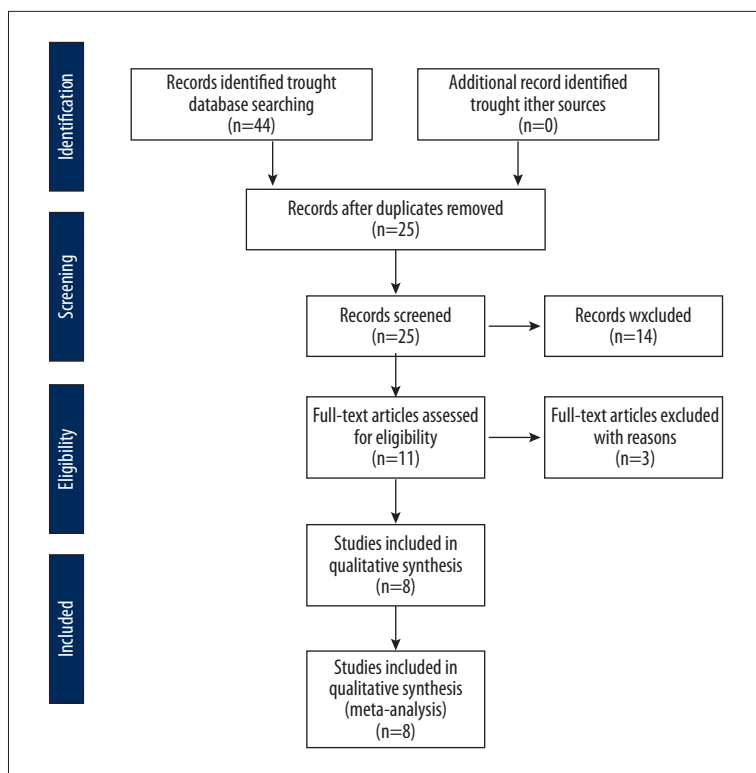 Identification
Records identified trought
database searching
(n=44)
Additional record identified
trought ither sources
(n=0)
Records after duplicates removed
(n=25)
Screening
Records screened
(n=25)
Records wxcluded
(n=14)
Eligibility
Full-text articles assessed
for eligibility
(n=11)
Full-text articles excluded
with reasons
(n=3)
Included
Studies included in
qualitative synthesis
(n=8)
Studies included in
qualitative synthesis
(meta-analysis)
(n=8)